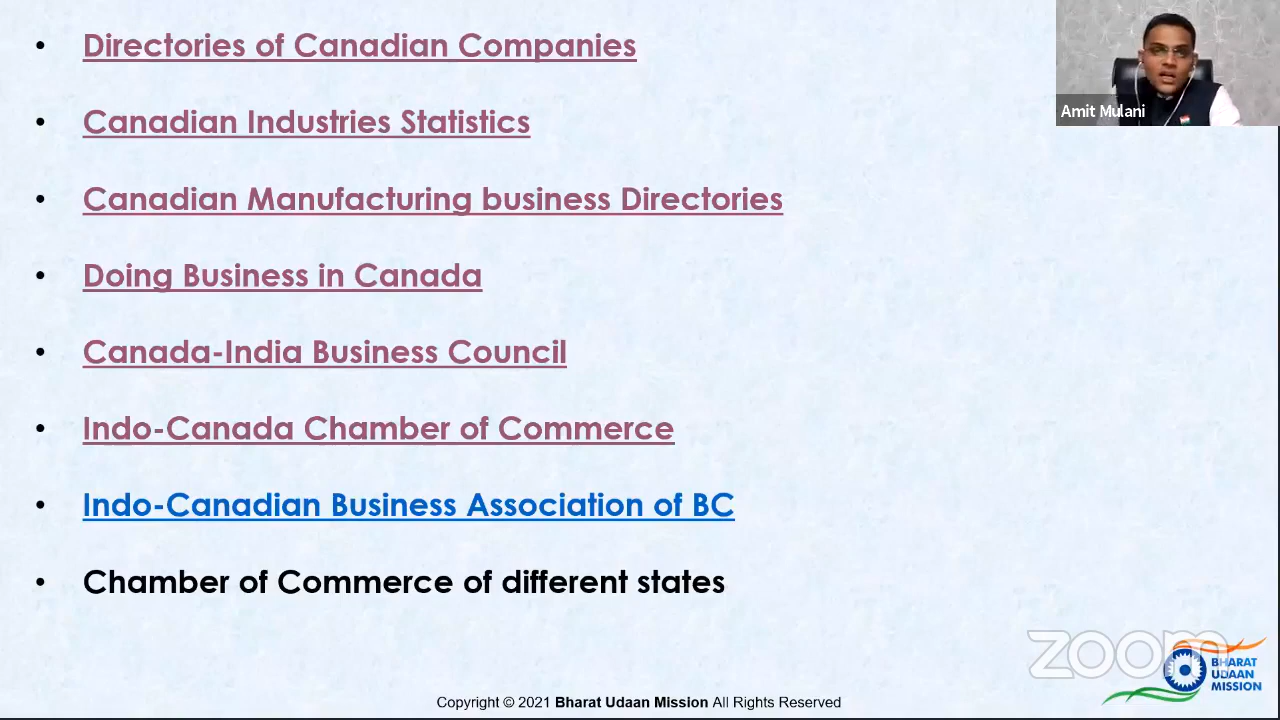 • Directories of Canadian Companies
Amit Mulani
• Canadian Industries Statistics
• Canadian Manufacturing business Directories
• Doing Business in Canada
• Canada-India Business Council
• Indo-Canada Chamber of Commerce
• Indo-Canadian Business Association of BC
• Chamber of Commerce of different states
zoom
BHARAT
UDAAN
MISSION
Copyright © 2021 Bharat Udaan Mission All Rights Reserved